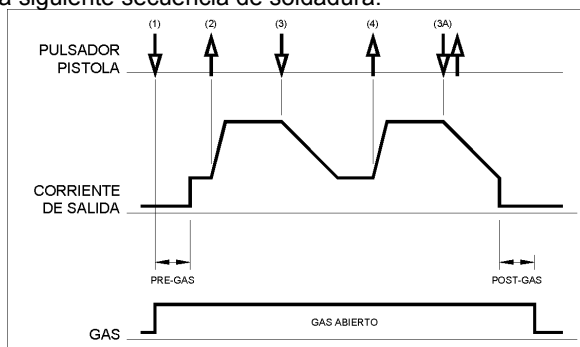 a siguiente secuencia de soldadura:
(1) (2) (3) (4) (3A)
PULSADOR
PISTOLA
CORRIENTE
DE SALIDA
PRE-GAS POST-GAS
GAS ABIERTO
GAS